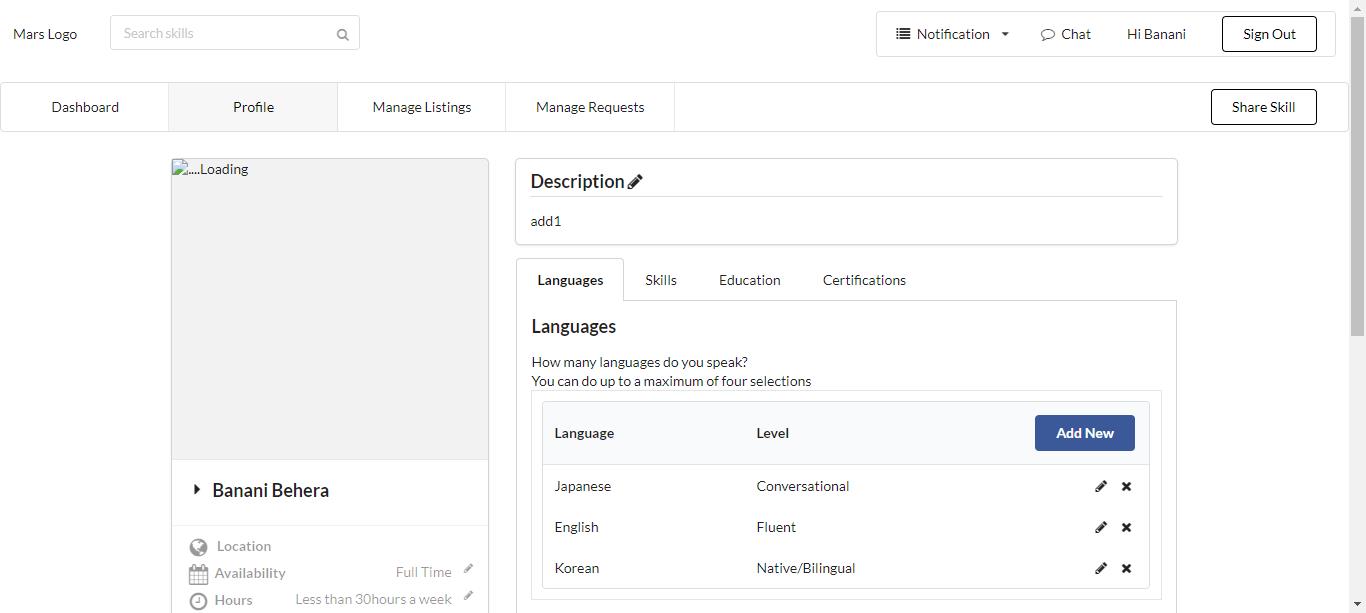 Mars Logo
Search skills
Notification
Chat
Hi Banani
Sign Out
Dashboard
Profile
Manage Listings
Manage Requests
Share Skill
....Loading
Banani Behera
Location
Availability
Full Time
Hours
Less than 30hours a week
Description
add1
Languages
Skills
Education
Certifications
Languages
How many languages do you speak?
You can do up to a maximum of four selections
Language
Level
Add New
Japanese
Conversational
English
Fluent
Korean
Native/Bilingual